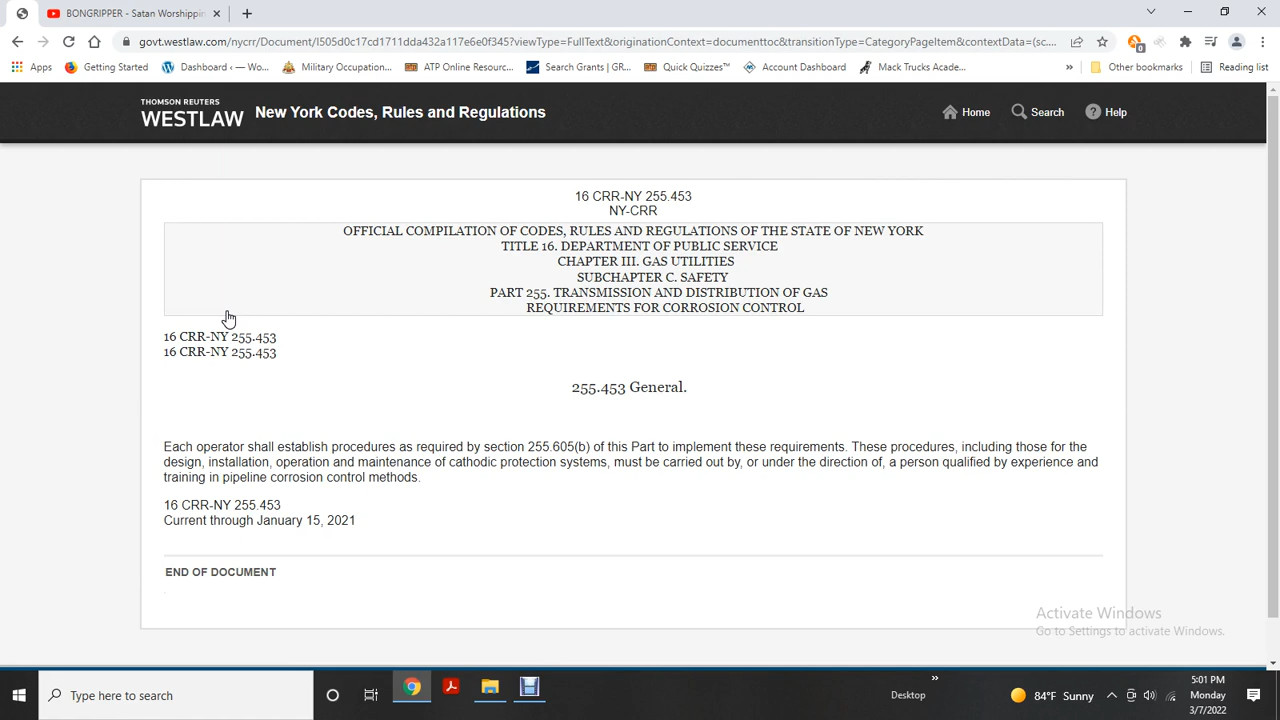 BONGRIPPER - Satan Worshippin
govt.westlaw.com/nycrr/Document/I505d0c17cd1711dda432a117e6e0f345?viewType=FullText&originationContext=documenttoc&transitionType=CategoryPageItem&contextData=(sc...
Apps Getting Started Dashboard ‹ — Wo... Military Occupation... ATP Online Resourc... Search Grants | GR... Quick Quizzes™ Account Dashboard Mack Trucks Acade... » Other bookmarks Reading list
THOMSON REUTERS
WESTLAW New York Codes, Rules and Regulations Home Search Help
16 CRR-NY 255.453
NY-CRR
OFFICIAL COMPILATION OF CODES, RULES AND REGULATIONS OF THE STATE OF NEW YORK
TITLE 16. DEPARTMENT OF PUBLIC SERVICE
CHAPTER III. GAS UTILITIES
SUBCHAPTER C. SAFETY
PART 255. TRANSMISSION AND DISTRIBUTION OF GAS
REQUIREMENTS FOR CORROSION CONTROL
16 CRR-NY 255.453
16 CRR-NY 255.453
255.453 General.
Each operator shall establish procedures as required by section 255.605(b) of this Part to implement these requirements. These procedures, including those for the
design, installation, operation and maintenance of cathodic protection systems, must be carried out by, or under the direction of, a person qualified by experience and
training in pipeline corrosion control methods.
16 CRR-NY 255.453
Current through January 15, 2021
END OF DOCUMENT
Activate Windows
Go to Settings to activate Windows.
Type here to search
Desktop
»
84°F Sunny
5:01 PM
Monday
3/7/2022